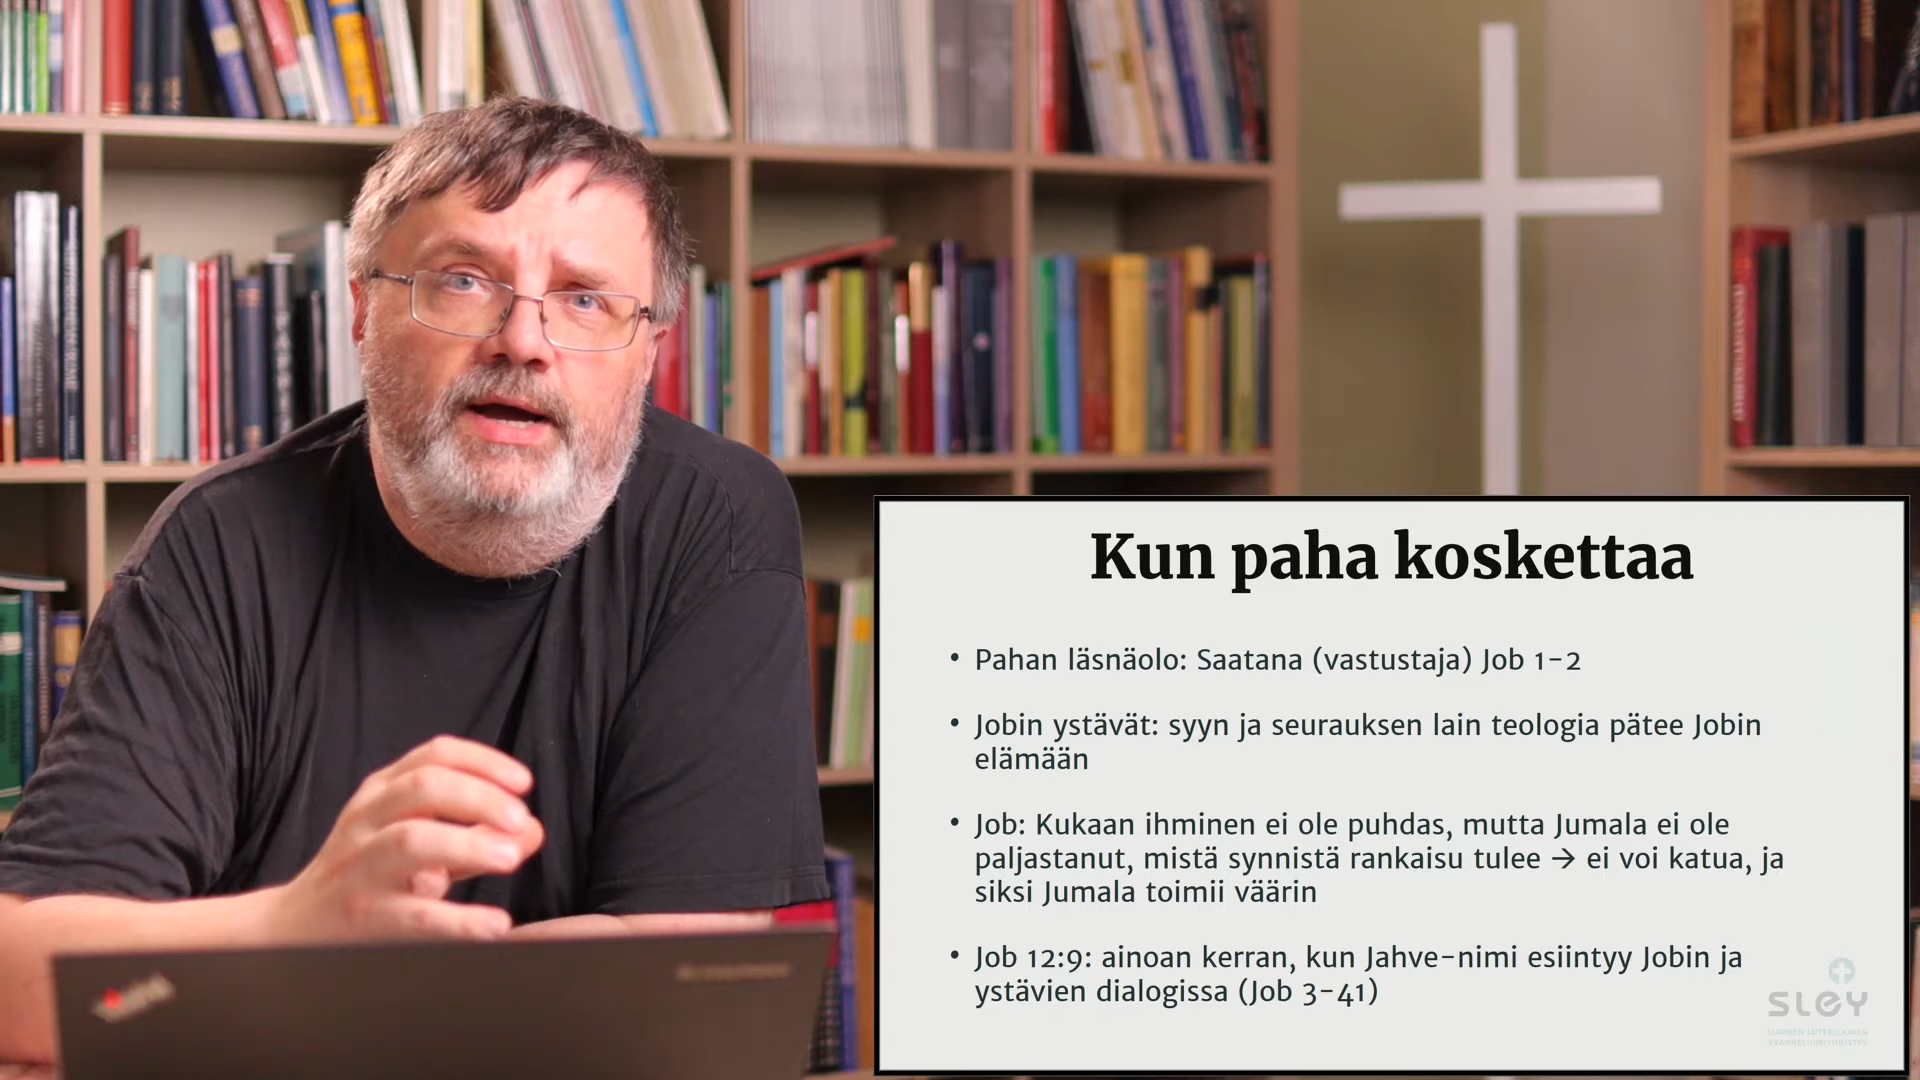 Kun paha koskettaa
• Pahan läsnäolo: Saatana (vastustaja) Job 1–2
• Jobin ystävät: syyn ja seurauksen lain teologia pätee Jobin
elämään
• Job: Kukaan ihminen ei ole puhdas, mutta Jumala ei ole
paljastanut, mistä synnistä rankaisu tulee → ei voi katua, ja
siksi Jumala toimii väärin
• Job 12:9: ainoan kerran, kun Jahve-nimi esiintyy Jobin ja
ystävien dialogissa (Job 3–41)
SLEY
SUOMEN LUTERILAINEN
EVANKELIUMIYHDISTYS